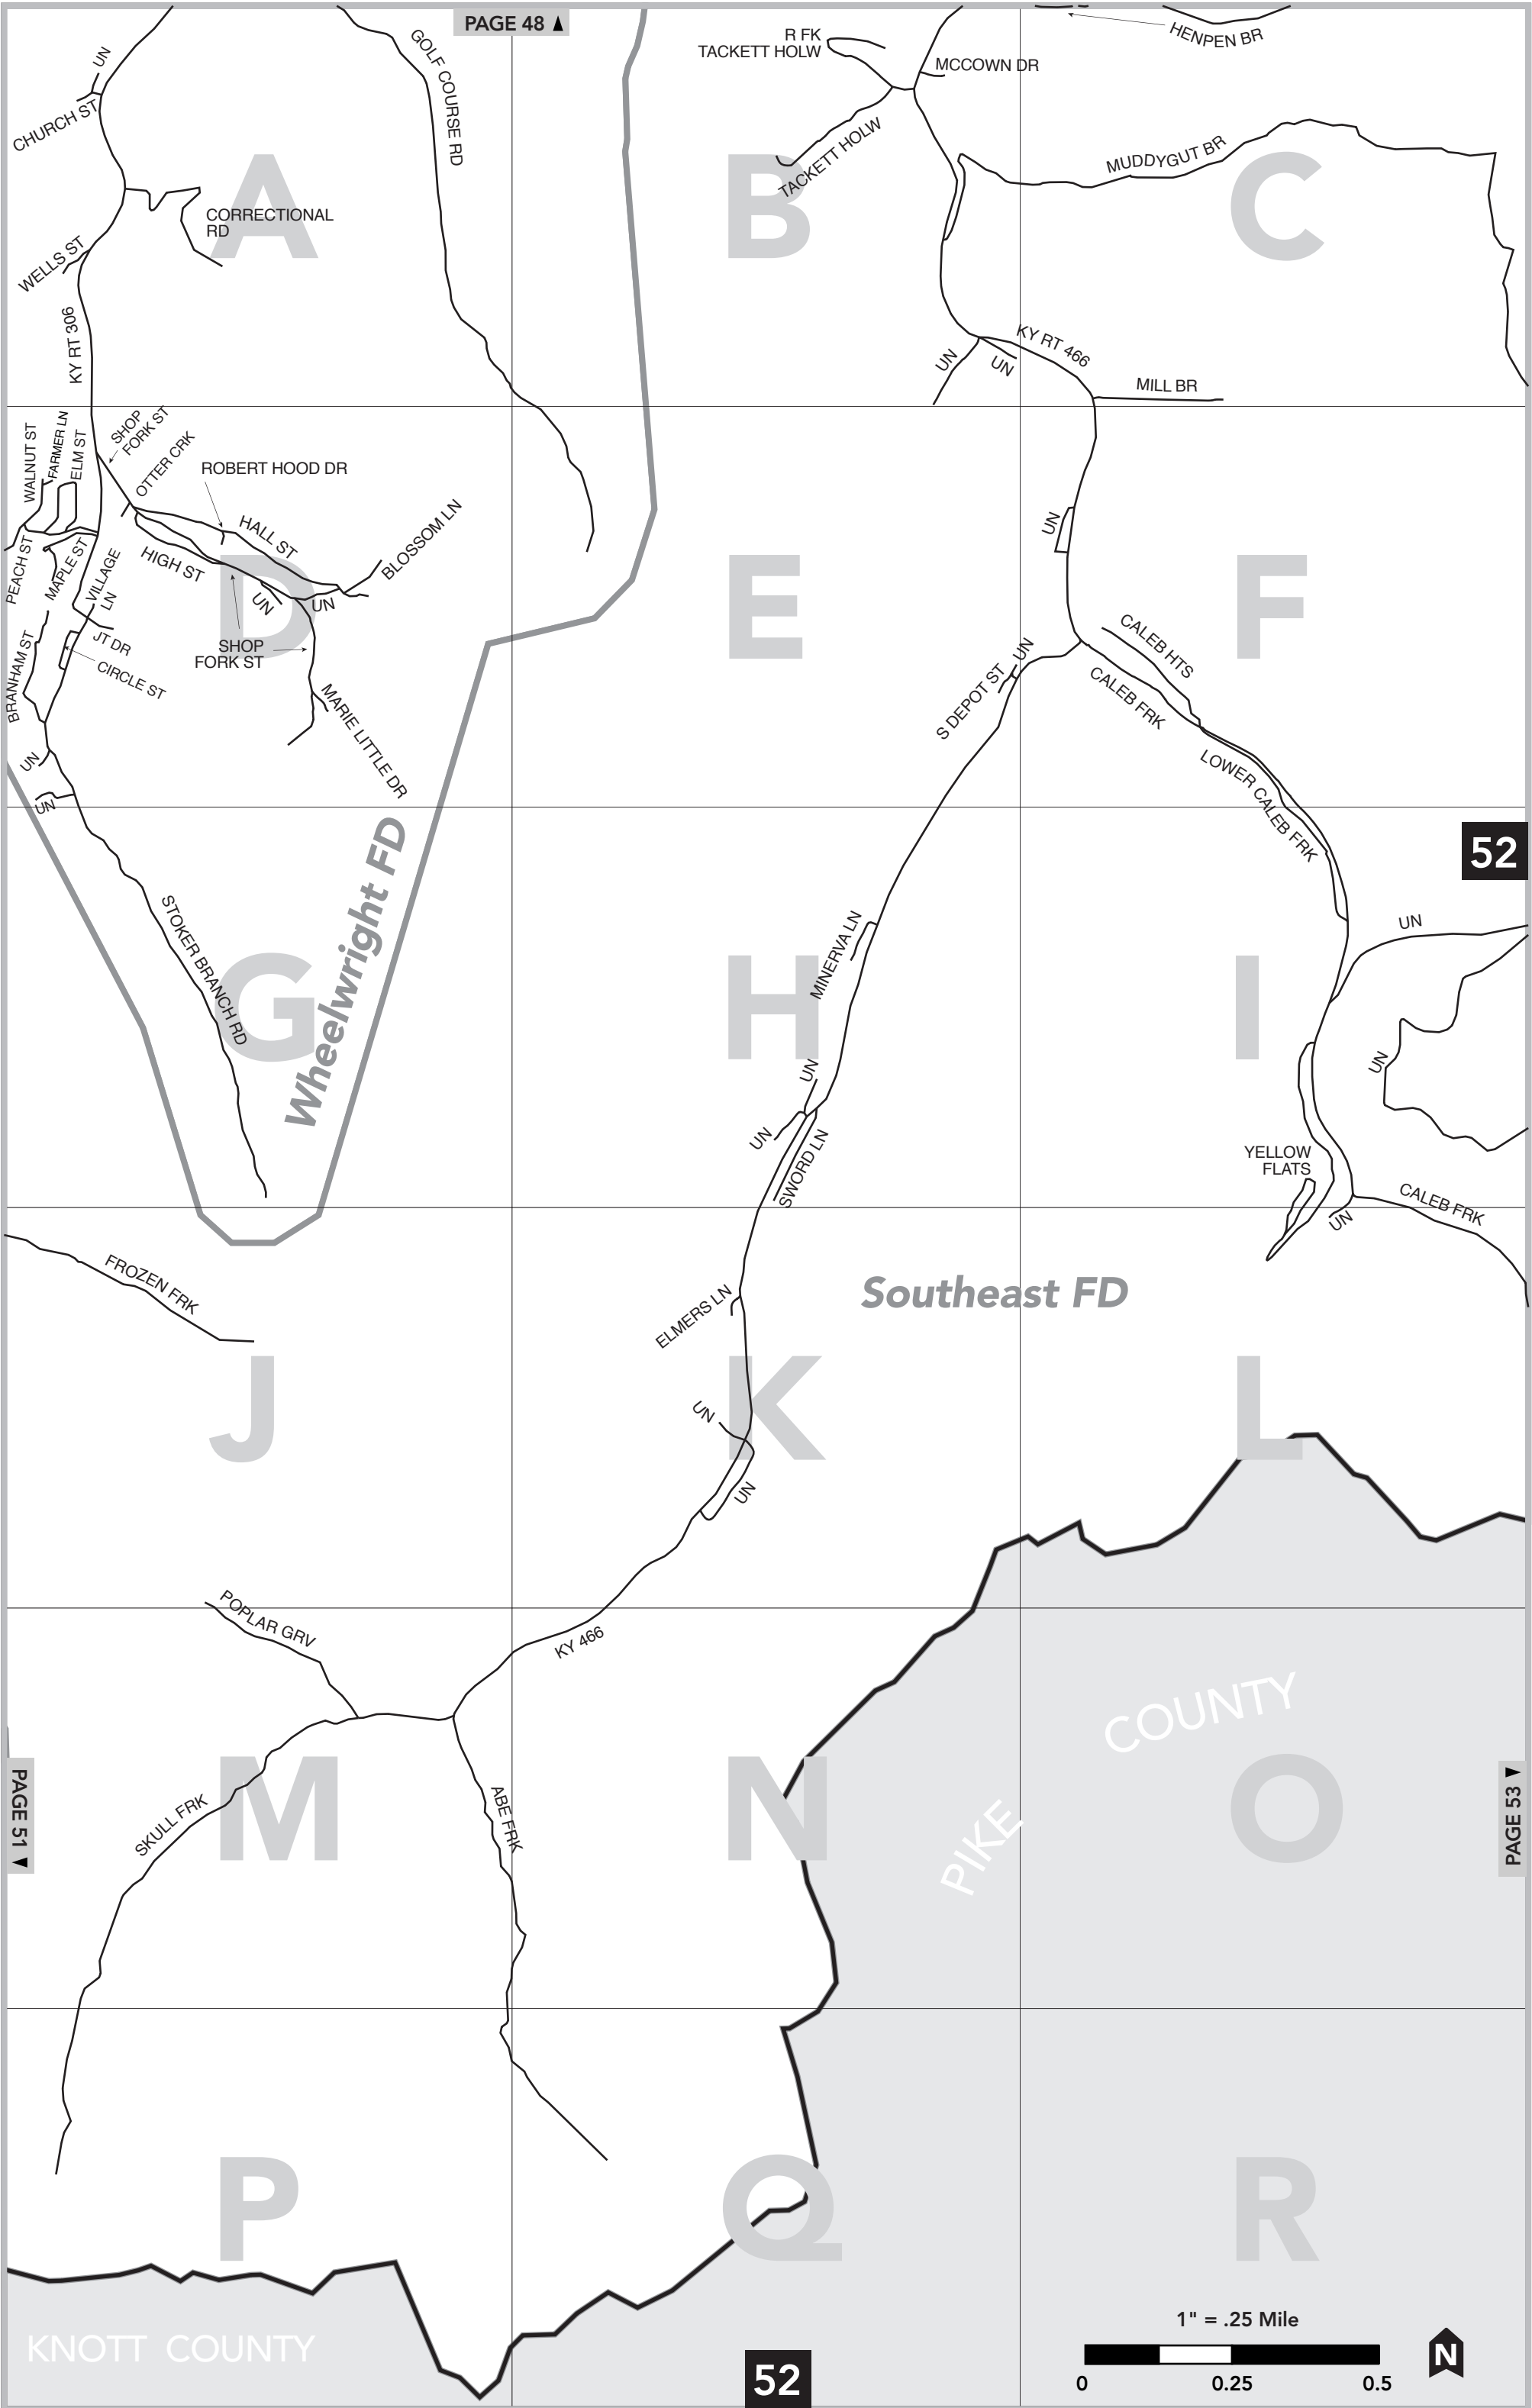 PAGE 48 ▲
UN
CHURCH ST
GOLF COURSE RD
R FK
TACKETT HOLW
MCCOWN DR
HENPEN BR
TACKETT HOLW
MUDDYGUT BR
A
B
C
CORRECTIONAL
RD
WELLS ST
KY RT 306
KY RT 466
UN
UN
MILL BR
WALNUT ST
FARMER LN
ELM ST
SHOP
FORK ST
OTTER CRK
ROBERT HOOD DR
HALL ST
BLOSSOM LN
HIGH ST
UN
PEACH ST
MAPLE ST
VILLAGE
LN
D
E
F
UN
UN
SHOP
FORK ST
JT DR
CIRCLE ST
BRANHAM ST
MARIE LITTLE DR
S DEPOT ST
UN
CALEB HTS
CALEB FRK
LOWER CALEB FRK
UN
UN
52
STOKER BRANCH RD
Wheelwright FD
MINERVA LN
UN
G
H
I
UN
UN
UN
SWORD LN
YELLOW
FLATS
UN
CALEB FRK
FROZEN FRK
ELMERS LN
Southeast FD
J
K
L
UN
UN
POPLAR GRV
KY 466
COUNTY
PIKE
M
N
O
PAGE 51 ▼
PAGE 53 ▼
SKULL FRK
ABE FRK
P
Q
R
KNOTT COUNTY
1" = .25 Mile
0
0.25
0.5
N
52